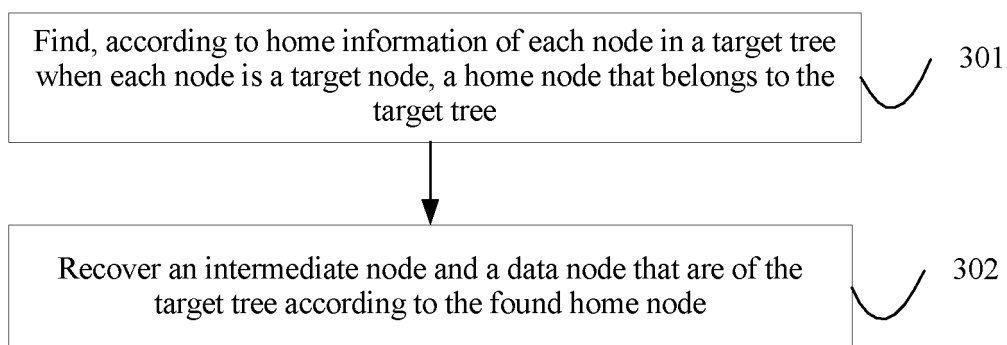 Find, according to home information of each node in a target tree
when each node is a target node, a home node that belongs to the
target tree
301
Recover an intermediate node and a data node that are of the
target tree according to the found home node
302